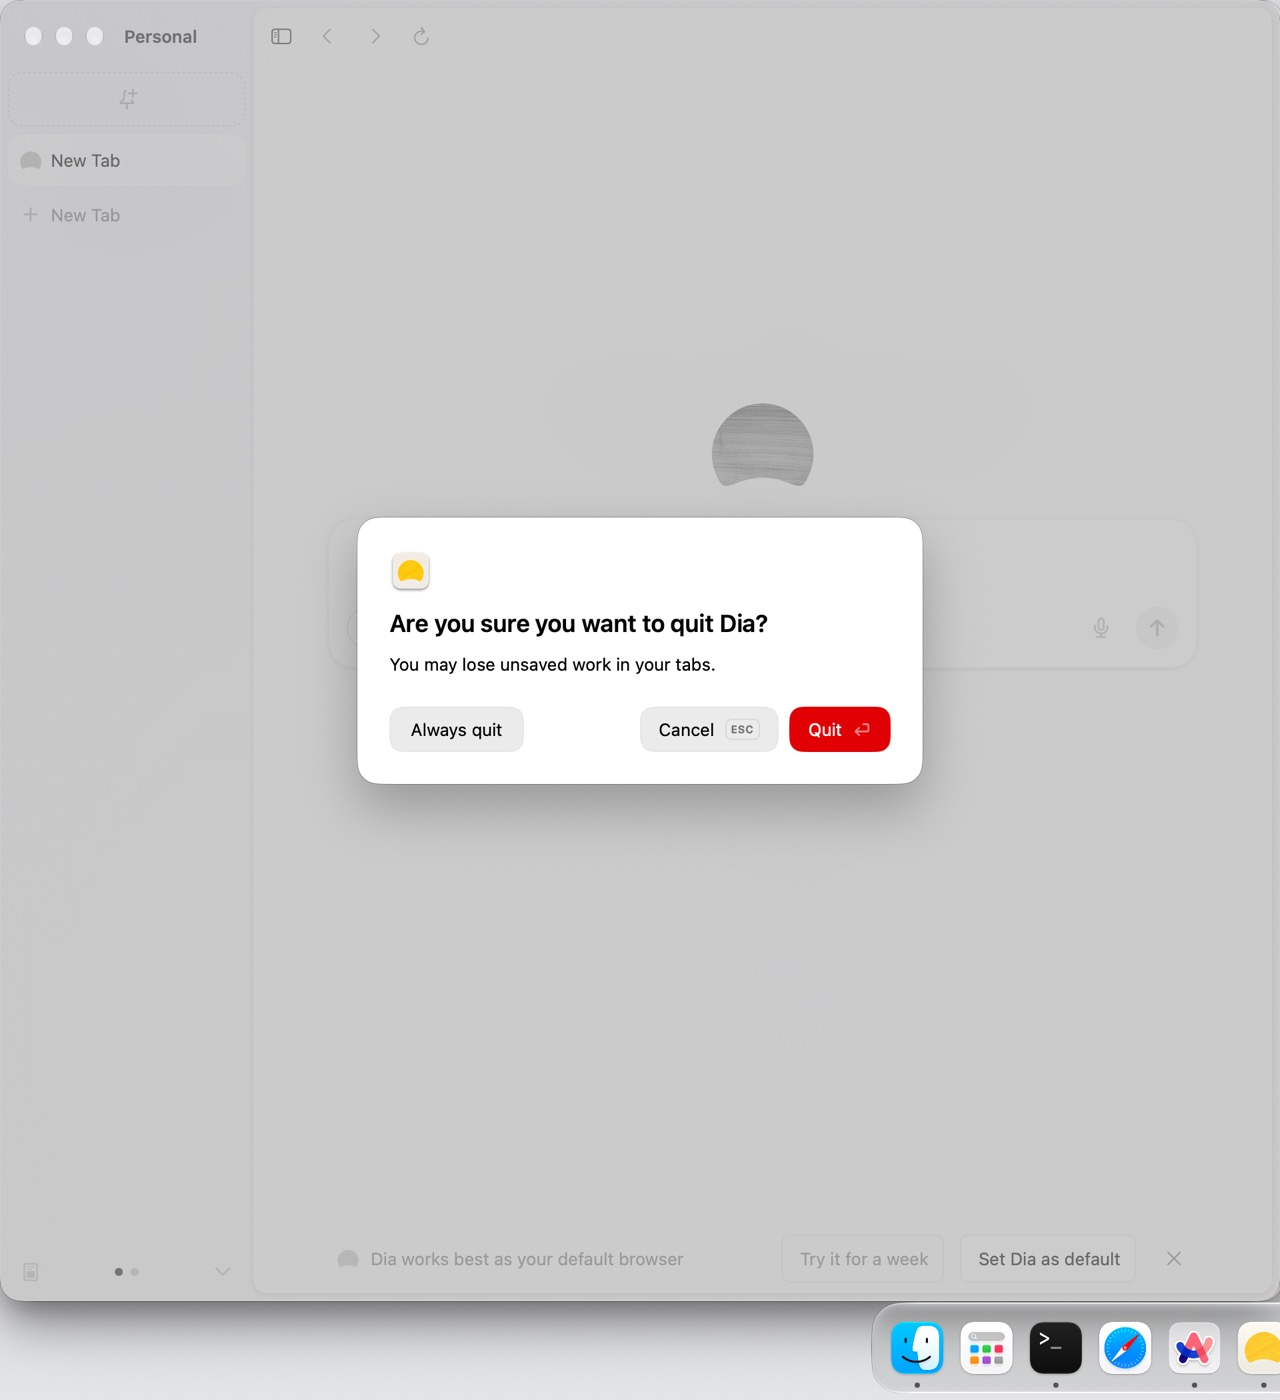 Personal
New Tab
New Tab
Are you sure you want to quit Dia?
You may lose unsaved work in your tabs.
Always quit
Cancel ESC
Quit
Dia works best as your default browser
Try it for a week
Set Dia as default
>_